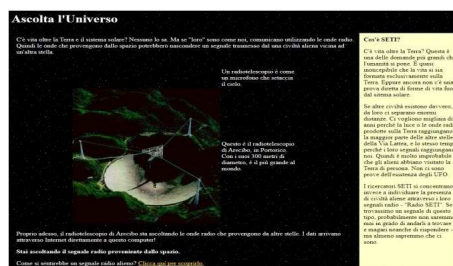 Ascolta l'Universo
C'è vita oltre la Terra e il sistema solare? Nessuno lo sa. Ma se "loro" sono come noi, comunicano utilizzando le onde radio.
Quindi le onde che provengono dallo spazio potrebbero nascondere un segnale trasmesso dal una civiltà aliena vicina ad
un'altra stella.
Un radiotelescopio è come
un microfono che setaccia
il cielo.
Questo è il radiotelescopio
di Arecibo, in Portorico.
Con i suoi 300 metri di
diametro, è il più grande al
mondo.
Proprio adesso, il radiotelescopio di Arecibo sta ascoltando le onde radio che provengono da altre stelle. I dati arrivano
attraverso Internet direttamente a questo computer!
Stai ascoltando il segnale radio proveniente dallo spazio.
Come si sentirebbe un segnale radio alieno? Clicca qui per scoprirlo.
Cos'è SETI?
C'è vita oltre la Terra? Questa è
una delle domande più grandi che
l'umanità si pone. È quasi
inconcepibile che la vita si sia
formata esclusivamente sulla
Terra. Eppure ancora non c'è una
prova diretta di forme di vita fuori
dal sistema solare.
Se altre civiltà esistono davvero,
da loro ci separano enormi
distanze. Ci vogliono migliaia di
anni perché la luce o le onde radio
prodotte sulla Terra raggiungano
la maggior parte delle altre stelle
della Via Lattea, e lo stesso tempo
perché i loro segnali raggiungano
noi. Quindi è molto improbabile
che gli alieni abbiano visitato la
Terra di persona. Non ci sono
prove dell'esistenza degli UFO.
I ricercatori SETI si concentrano
invece a individuare la presenza di
civiltà aliene attraverso i loro
segnali radio - "Radio SETI". Se
trovassimo un segnale di questo
tipo, probabilmente non saremmo
mai in grado di andarli a trovare -
e magari neanche di rispondere -
ma almeno sapremmo che ci
sono.